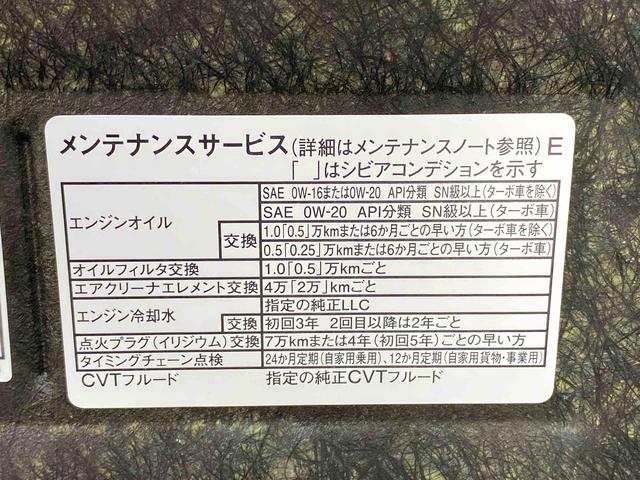 メンテナンスサービス(詳細はメンテナンスノート参照) E
「 」はシビアコンデションを示す
エンジンオイル
SAE 0W-16または0W-20 API分類 SN級以上(ターボ車を除く)
SAE 0W-20 API分類 SN級以上(ターボ車)
交換
1.0「0.5」万kmまたは6か月ごとの早い方(ターボ車を除く)
0.5「0.25」万kmまたは6か月ごとの早い方(ターボ車)
オイルフィルタ交換 1.0「0.5」万kmごと
エアクリーナエレメント交換 4万「2万」kmごと
エンジン冷却水
指定の純正LLC
交換 初回3年 2回目以降は2年ごと
点火プラグ(イリジウム)交換 7万kmまたは4年(初回5年)ごとの早い方
タイミングチェーン点検 24か月定期(自家用乗用)、12か月定期(自家用貨物・事業用)
CVTフルード 指定の純正CVTフルード